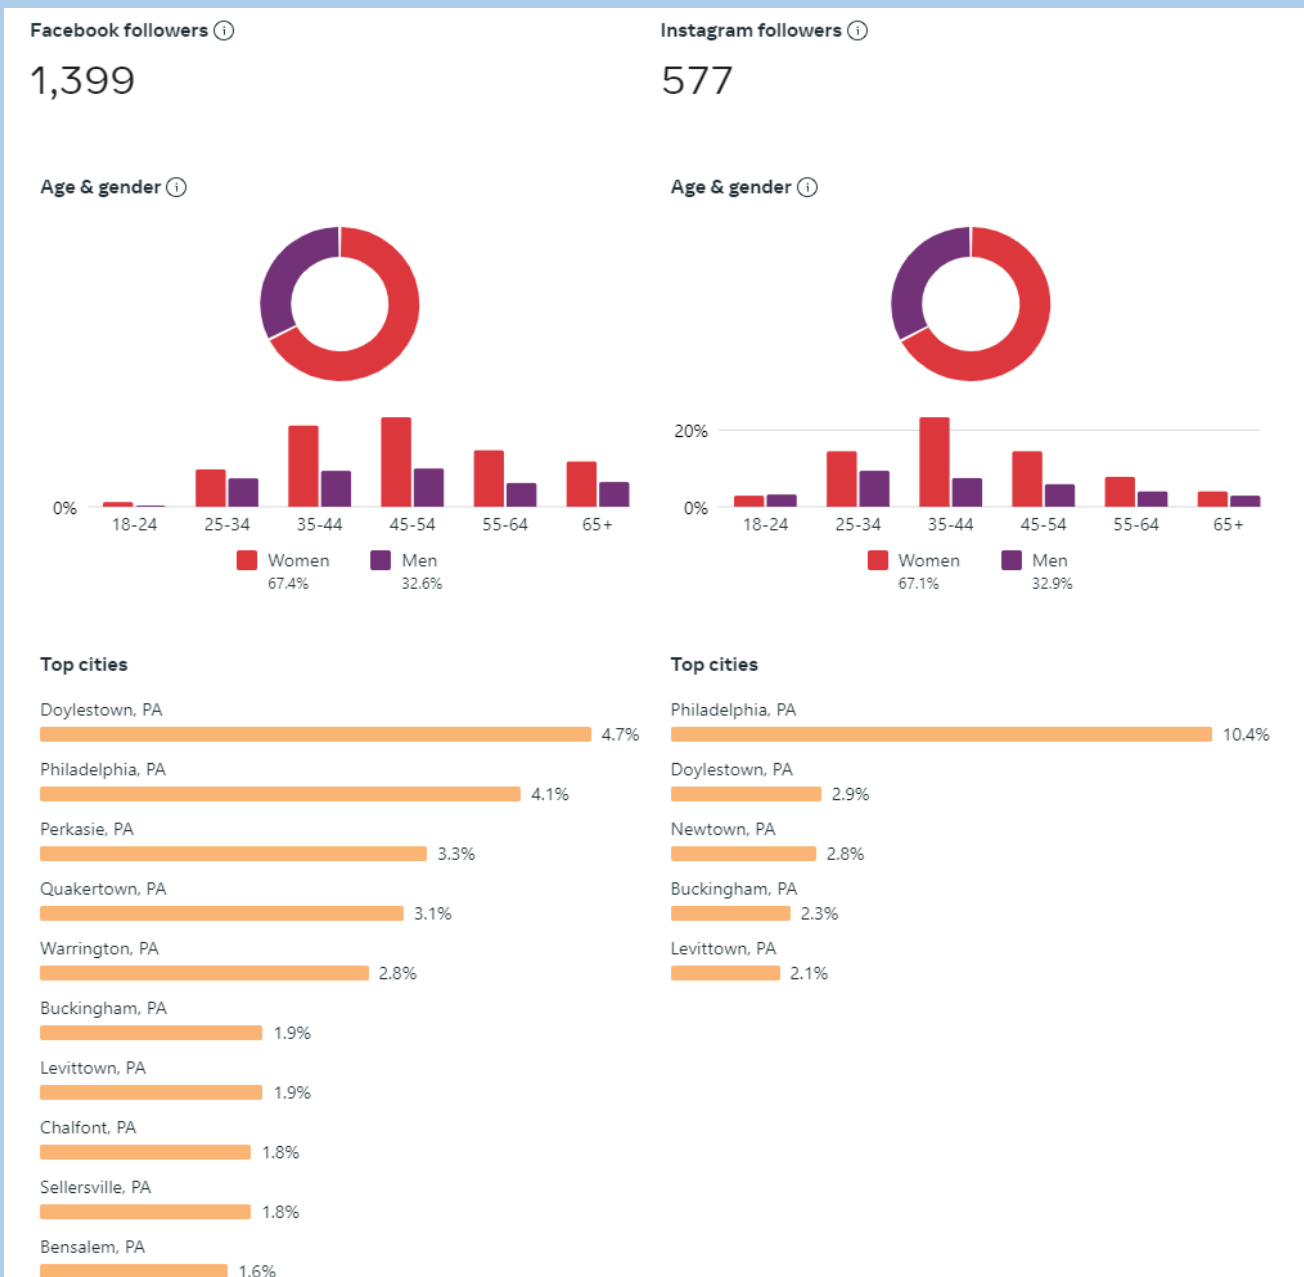 Facebook followers
1,399
Age & gender
0%
18-24 25-34 35-44 45-54 55-64 65+
Women Men
67.4% 32.6%
Top cities
Doylestown, PA
4.7%
Philadelphia, PA
4.1%
Perkasie, PA
3.3%
Quakertown, PA
3.1%
Warrington, PA
2.8%
Buckingham, PA
1.9%
Levittown, PA
1.9%
Chalfont, PA
1.8%
Sellersville, PA
1.8%
Bensalem, PA
1.6%
Instagram followers
577
Age & gender
20%
0%
18-24 25-34 35-44 45-54 55-64 65+
Women Men
67.1% 32.9%
Top cities
Philadelphia, PA
10.4%
Doylestown, PA
2.9%
Newtown, PA
2.8%
Buckingham, PA
2.3%
Levittown, PA
2.1%